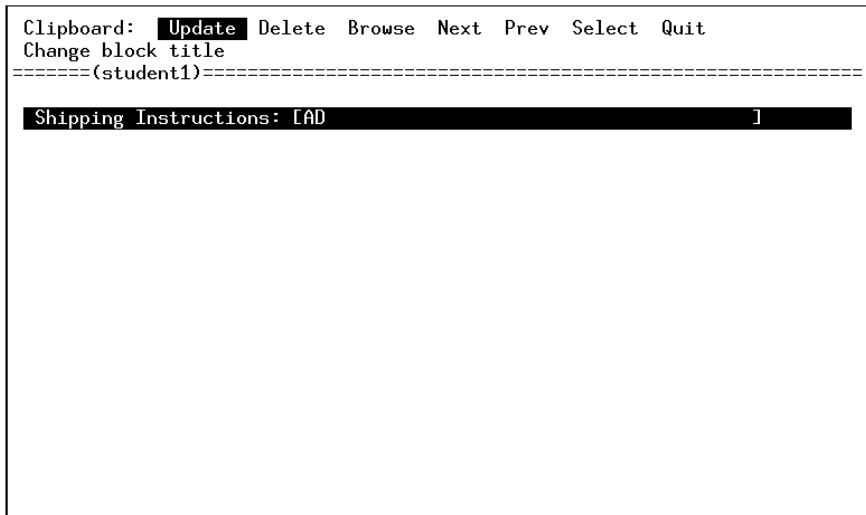 Clipboard: Update Delete Browse Next Prev Select Quit
Change block title
=======(student1)===========================================================
Shipping Instructions: [AD                                      ]